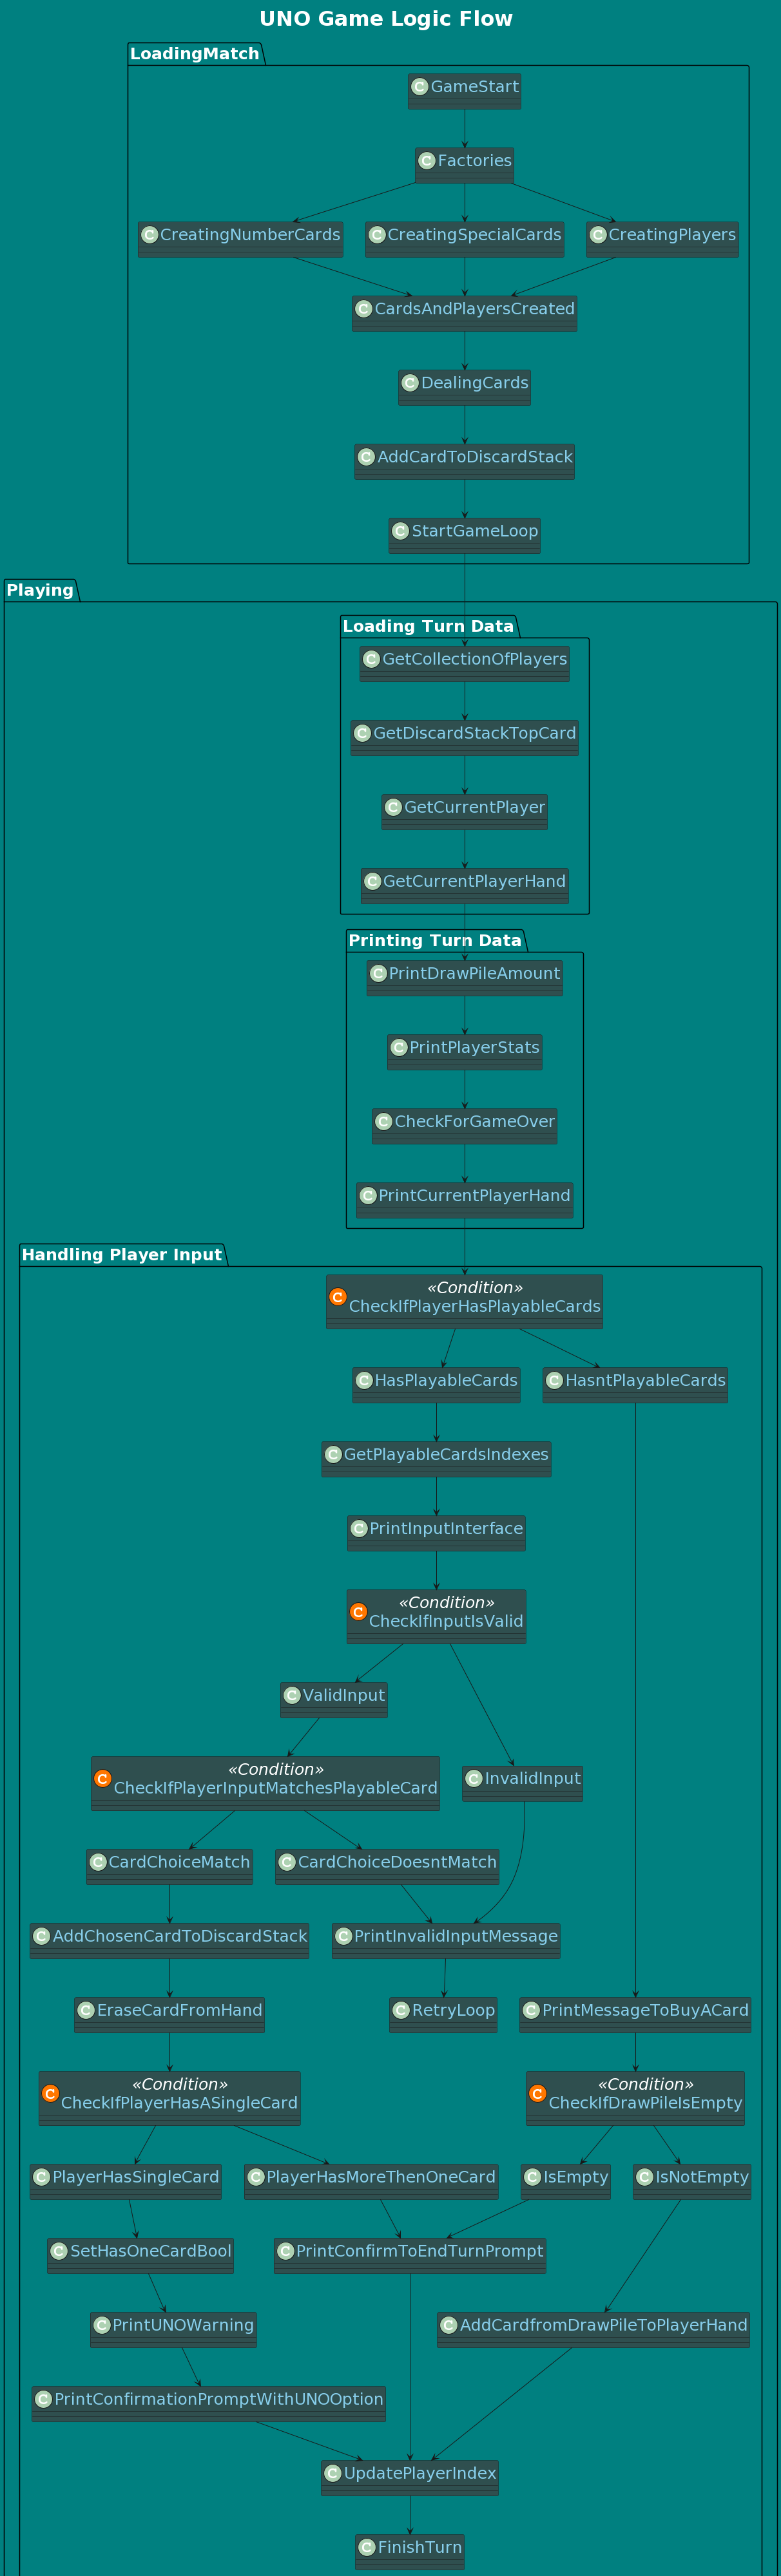 UNO Game Logic Flow
LoadingMatch
C GameStart
C Factories
C CreatingNumberCards
C CreatingSpecialCards
C CreatingPlayers
C CardsAndPlayersCreated
C DealingCards
C AddCardToDiscardStack
C StartGameLoop
Playing
Loading Turn Data
C GetCollectionOfPlayers
C GetDiscardStackTopCard
C GetCurrentPlayer
C GetCurrentPlayerHand
Printing Turn Data
C PrintDrawPileAmount
C PrintPlayerStats
C CheckForGameOver
C PrintCurrentPlayerHand
Handling Player Input
«Condition»
C CheckIfPlayerHasPlayableCards
C HasPlayableCards
C HasntPlayableCards
C GetPlayableCardsIndexes
C PrintInputInterface
«Condition»
C CheckIfInputIsValid
C ValidInput
«Condition»
C CheckIfPlayerInputMatchesPlayableCard
C InvalidInput
C CardChoiceMatch
C CardChoiceDoesntMatch
C AddChosenCardToDiscardStack
C PrintInvalidInputMessage
C EraseCardFromHand
C RetryLoop
C PrintMessageToBuyACard
«Condition»
C CheckIfPlayerHasASingleCard
«Condition»
C CheckIfDrawPileIsEmpty
C PlayerHasSingleCard
C PlayerHasMoreThenOneCard
C IsEmpty
C IsNotEmpty
C SetHasOneCardBool
C PrintConfirmToEndTurnPrompt
C PrintUNOWarning
C AddCardfromDrawPileToPlayerHand
C PrintConfirmationPromptWithUNOOption
C UpdatePlayerIndex
C FinishTurn